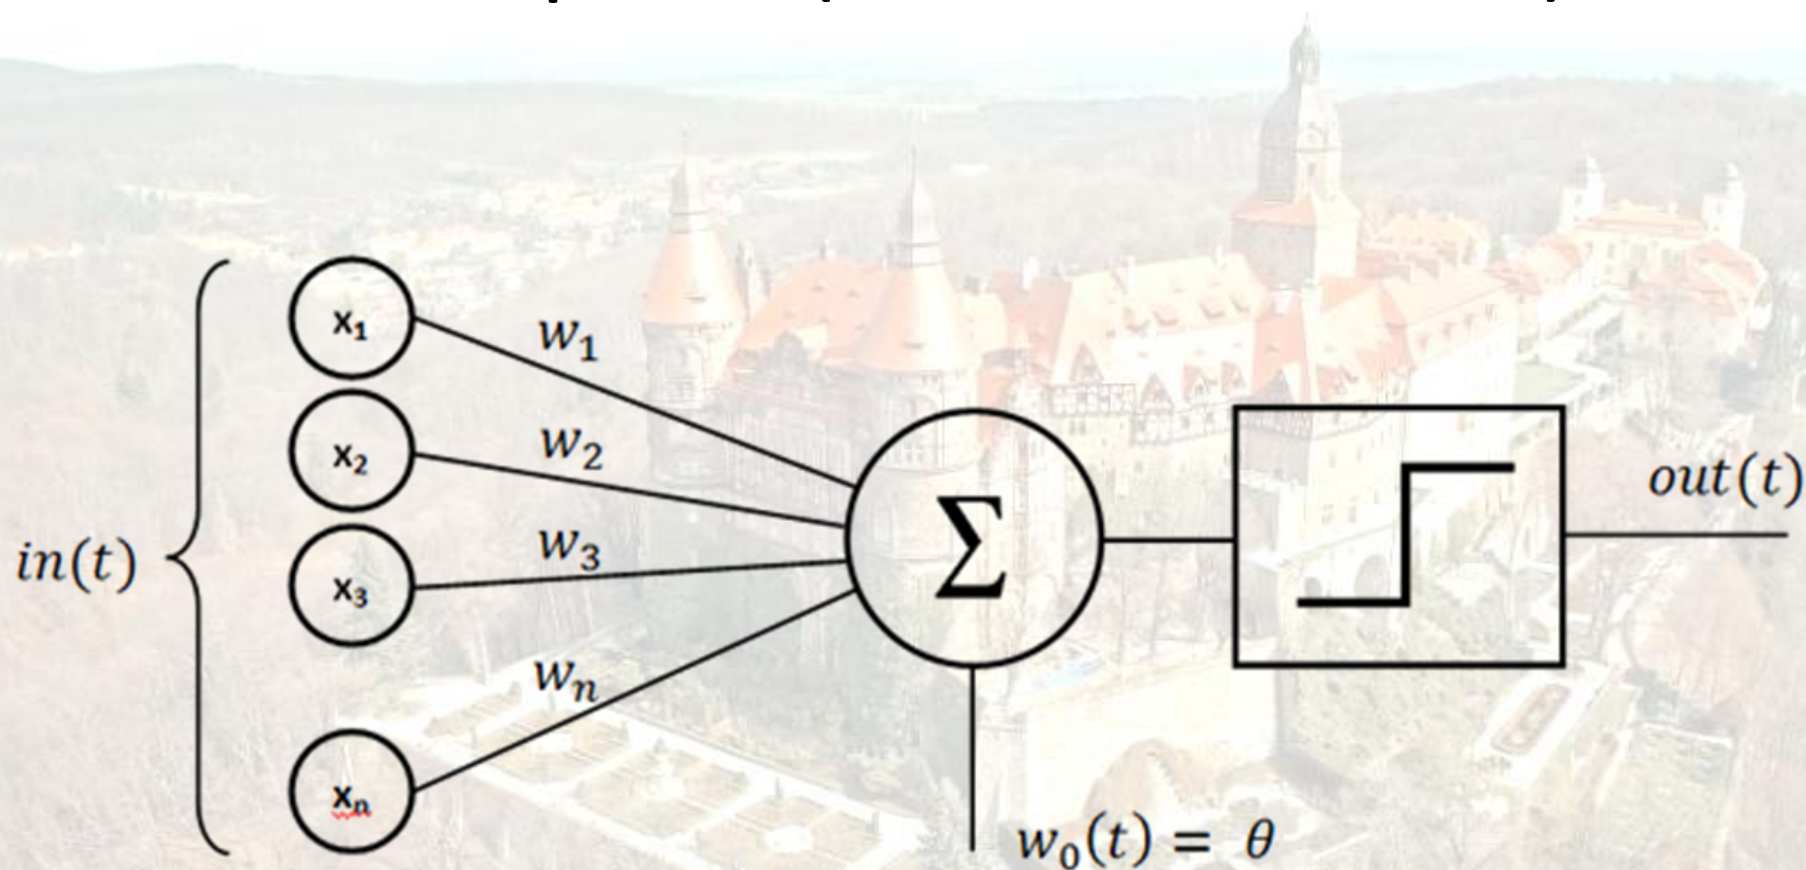 x₁
w₁
x₂
w₂
x₃
w₃
xₙ
wₙ
in(t)
Σ
out(t)
w₀(t) = θ